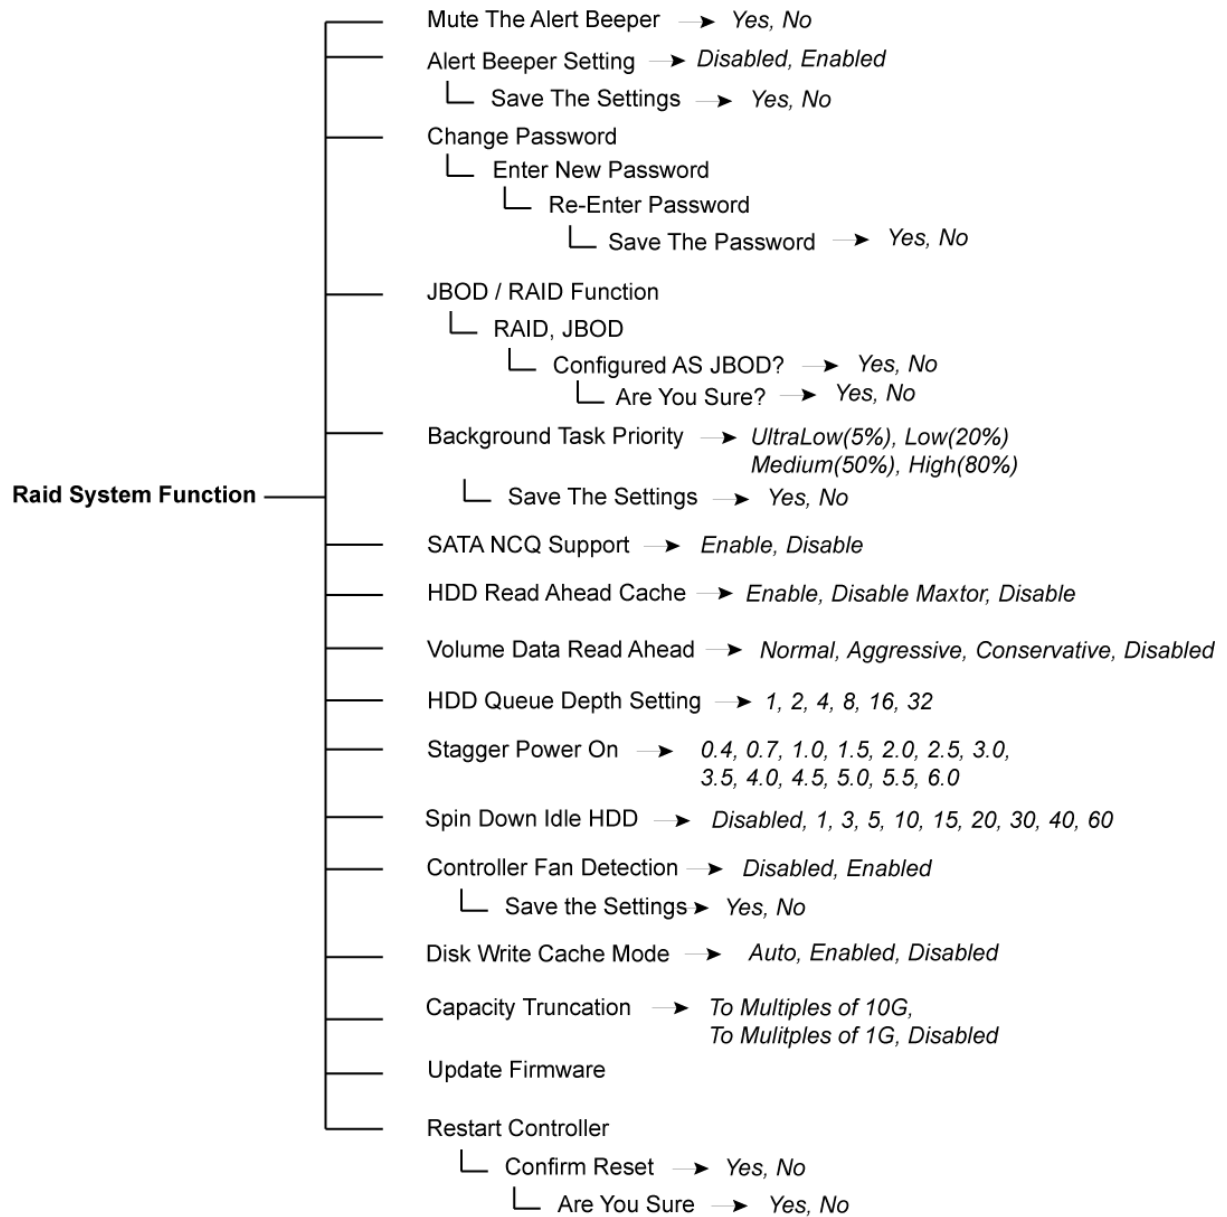 Mute The Alert Beeper Yes, No
Alert Beeper Setting Disabled, Enabled
Save The Settings Yes, No
Change Password
Enter New Password
Re-Enter Password
Save The Password Yes, No
JBOD / RAID Function
RAID, JBOD
Configured AS JBOD? Yes, No
Are You Sure? Yes, No
Background Task Priority UltraLow(5%), Low(20%)
Medium(50%), High(80%)
Raid System Function
Save The Settings Yes, No
SATA NCQ Support Enable, Disable
HDD Read Ahead Cache Enable, Disable Maxtor, Disable
Volume Data Read Ahead Normal, Aggressive, Conservative, Disabled
HDD Queue Depth Setting 1, 2, 4, 8, 16, 32
Stagger Power On 0.4, 0.7, 1.0, 1.5, 2.0, 2.5, 3.0,
3.5, 4.0, 4.5, 5.0, 5.5, 6.0
Spin Down Idle HDD Disabled, 1, 3, 5, 10, 15, 20, 30, 40, 60
Controller Fan Detection Disabled, Enabled
Save the Settings Yes, No
Disk Write Cache Mode Auto, Enabled, Disabled
Capacity Truncation To Multiples of 10G,
To Mulitples of 1G, Disabled
Update Firmware
Restart Controller
Confirm Reset Yes, No
Are You Sure Yes, No